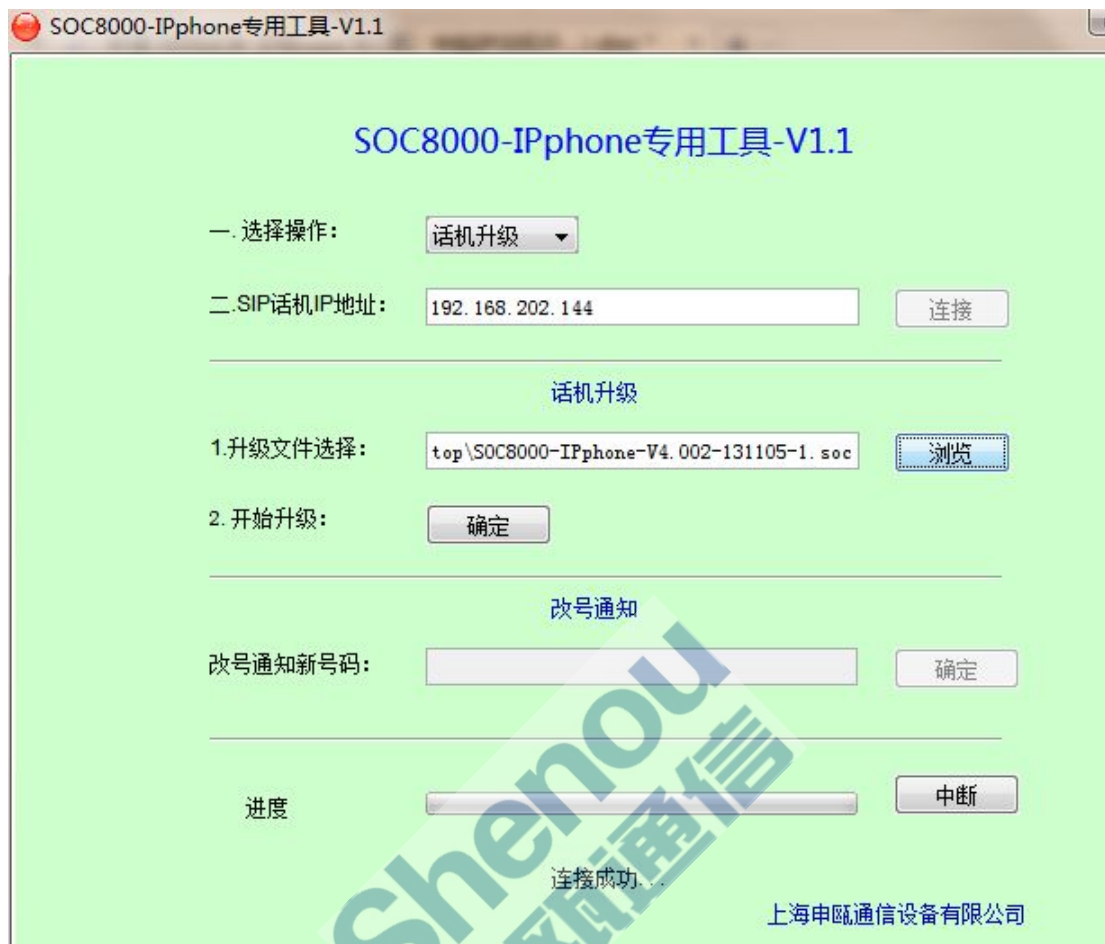 SOC8000-IPphone专用工具-V1.1
SOC8000-IPphone专用工具-V1.1
一. 选择操作： 话机升级
二.SIP话机IP地址： 192.168.202.144 连接
话机升级
1.升级文件选择： top\SOC8000-IPphone-V4.002-131105-1.soc 浏览
2. 开始升级： 确定
改号通知
改号通知新号码： 确定
进度 中断
连接成功...
上海申瓯通信设备有限公司
Shenou
瓯通信